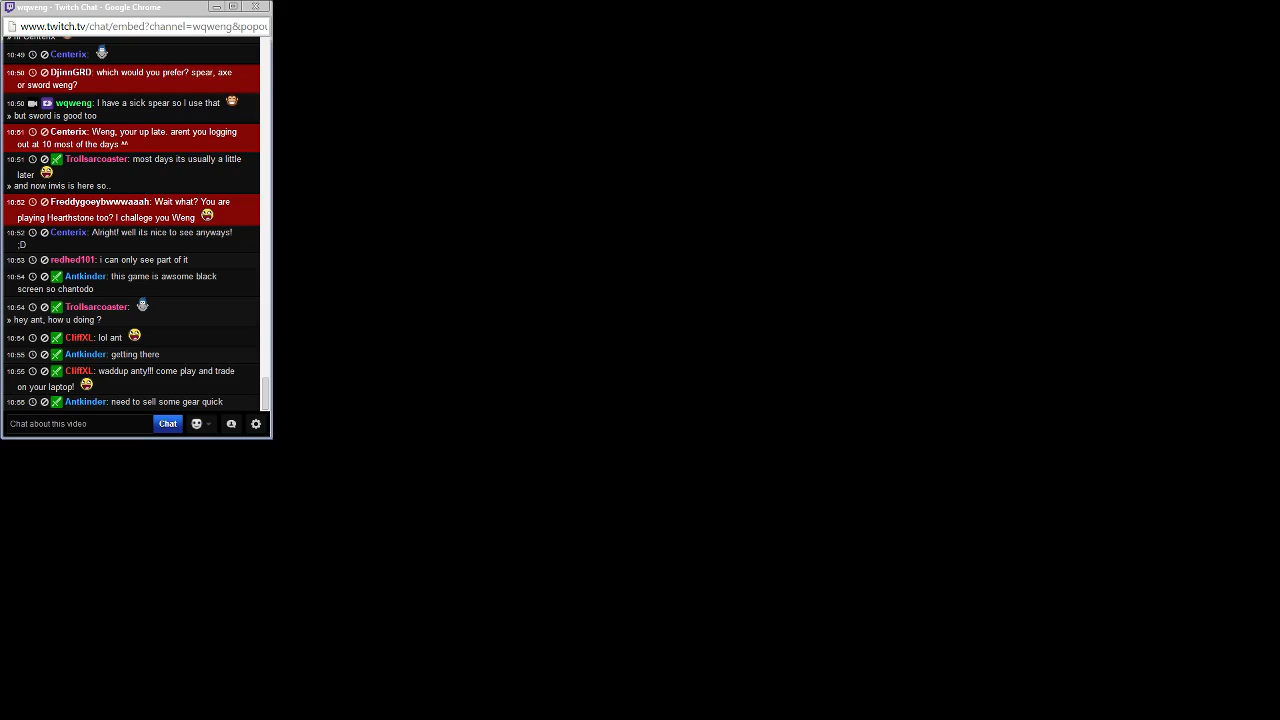 wqweng - Twitch Chat - Google Chrome
www.twitch.tv/chat/embed?channel=wqweng&popou
» hi Centerix
10:49 Centerix:
10:50 DjinnGRD: which would you prefer? spear, axe
or sword weng?
10:50 wqweng: I have a sick spear so I use that
» but sword is good too
10:51 Centerix: Weng, your up late. arent you logging
out at 10 most of the days ^^
10:51 Trollsarcoaster: most days its usually a little
later
» and now invis is here so..
10:52 Freddygoeybwwwaaah: Wait what? You are
playing Hearthstone too? I challege you Weng
10:52 Centerix: Alright! well its nice to see anyways!
;D
10:53 redhed101: i can only see part of it
10:54 Antkinder: this game is awsome black
screen so chantodo
10:54 Trollsarcoaster:
» hey ant, how u doing ?
10:54 CliffXL: lol ant
10:55 Antkinder: getting there
10:55 CliffXL: waddup anty!!! come play and trade
on your laptop!
10:55 Antkinder: need to sell some gear quick
Chat about this video
Chat